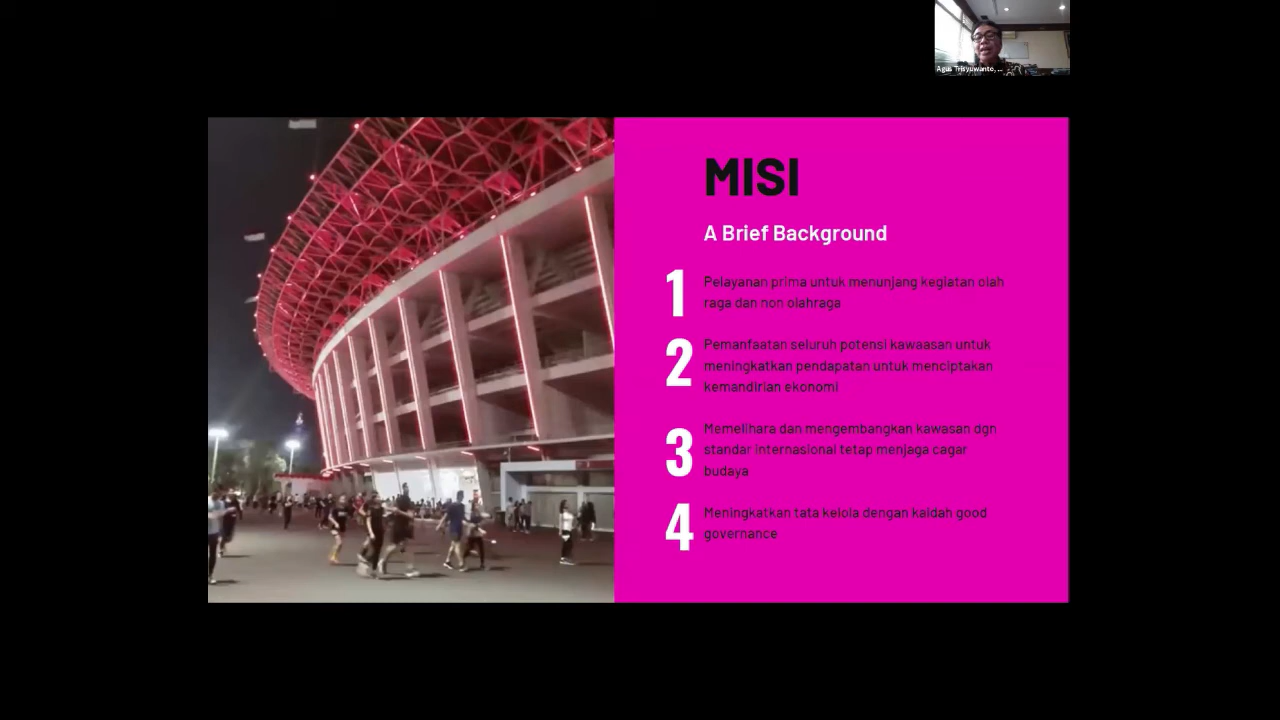 Agus Trisyuwanto, ...
MISI
A Brief Background
1
Pelayanan prima untuk menunjang kegiatan olah
raga dan non olahraga
2
Pemanfaatan seluruh potensi kawaasan untuk
meningkatkan pendapatan untuk menciptakan
kemandirian ekonomi
3
Memelihara dan mengembangkan kawasan dgn
standar internasional tetap menjaga cagar
budaya
4
Meningkatkan tata kelola dengan kaidah good
governance